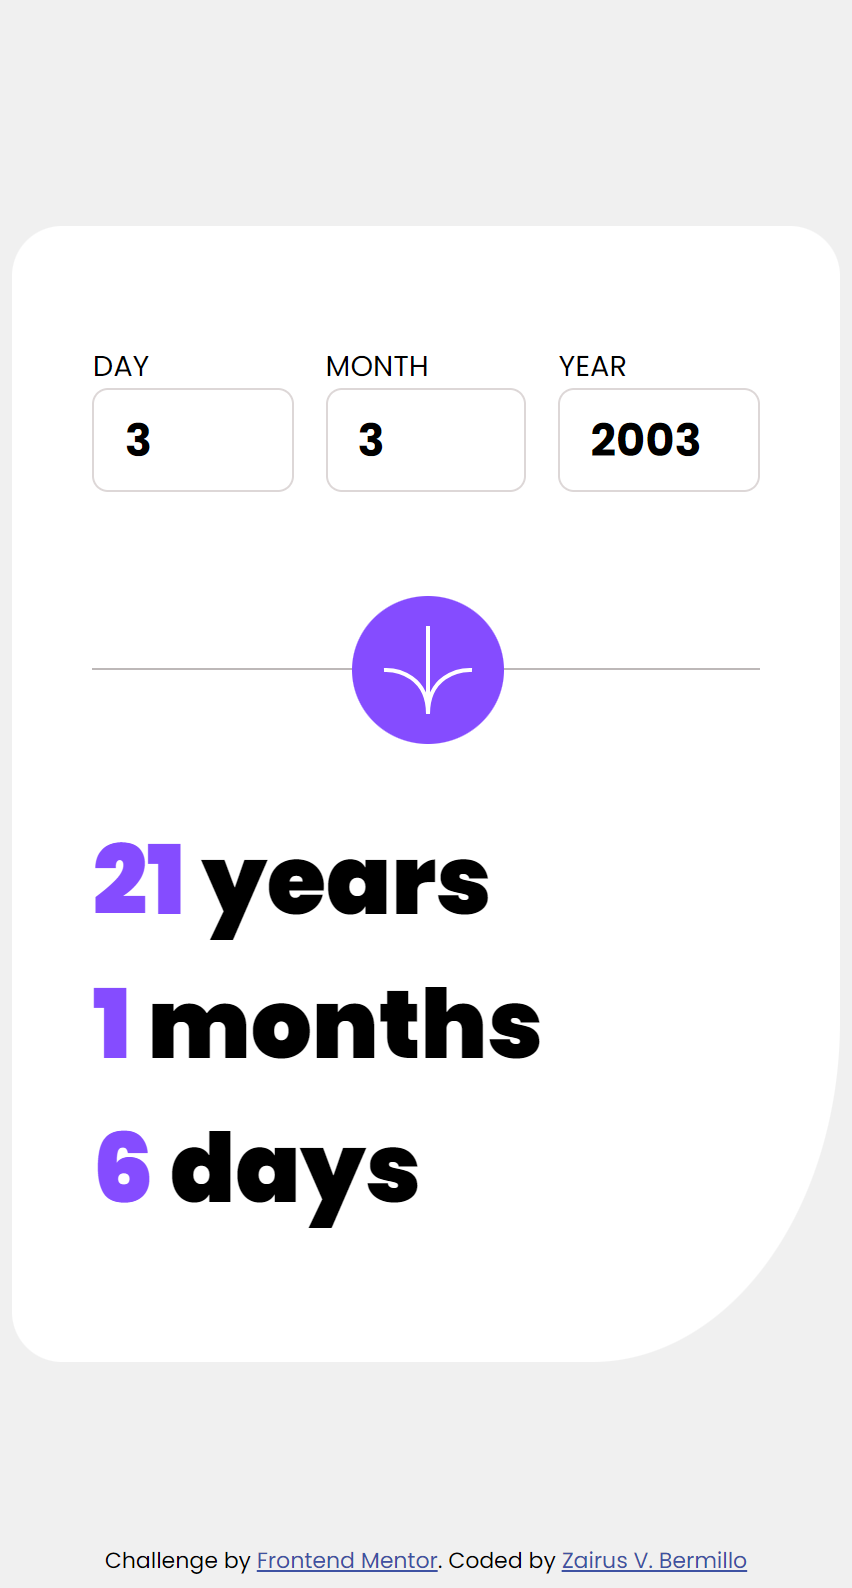 DAY MONTH YEAR
3 3 2003
21 years
1 months
6 days
Challenge by Frontend Mentor. Coded by Zairus V. Bermillo